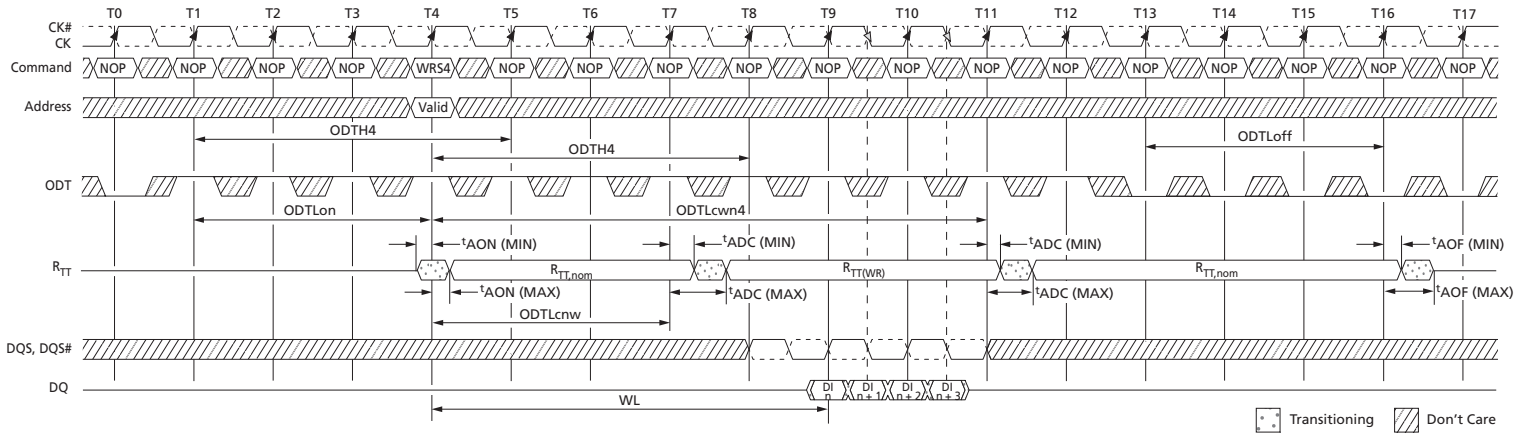 T0 T1 T2 T3 T4 T5 T6 T7 T8 T9 T10 T11 T12 T13 T14 T15 T16 T17
CK#
CK
Command NOP NOP NOP NOP WRS4 NOP NOP NOP NOP NOP NOP NOP NOP NOP NOP NOP NOP NOP
Address Valid
ODTH4 ODTLoff
ODTH4
ODT
ODTLon ODTLcwn4
tAON (MIN) tADC (MIN) tADC (MIN) tAOF (MIN)
RTT RTT,nom RTT(WR) RTT,nom
tAON (MAX) tADC (MAX) tADC (MAX) tAOF (MAX)
ODTLcnw
DQS, DQS#
DQ DI n DI n + 1 DI n + 2 DI n + 3
WL
Transitioning Don't Care